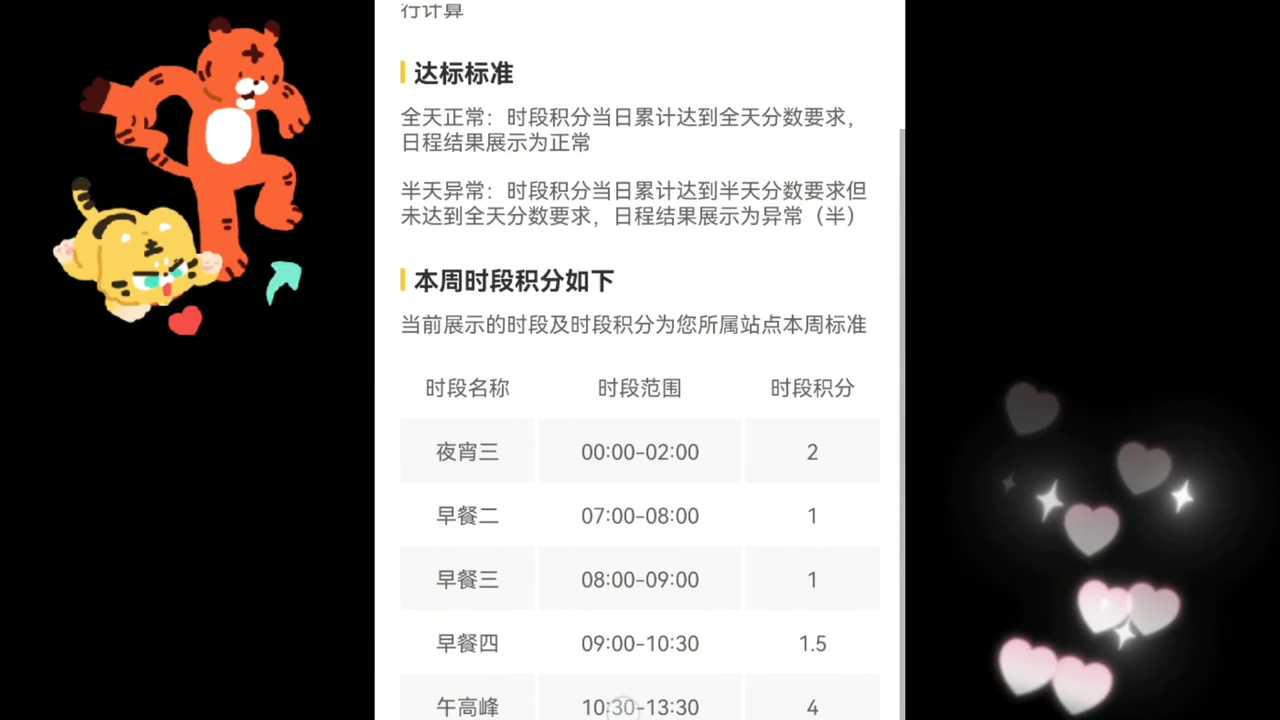 行计算
达标标准
全天正常：时段积分当日累计达到全天分数要求，
日程结果展示为正常
半天异常：时段积分当日累计达到半天分数要求但
未达到全天分数要求，日程结果展示为异常（半）
本周时段积分如下
当前展示的时段及时段积分为您所属站点本周标准
时段名称 时段范围 时段积分
夜宵三 00:00-02:00 2
早餐二 07:00-08:00 1
早餐三 08:00-09:00 1
早餐四 09:00-10:30 1.5
午高峰 10:30-13:30 4